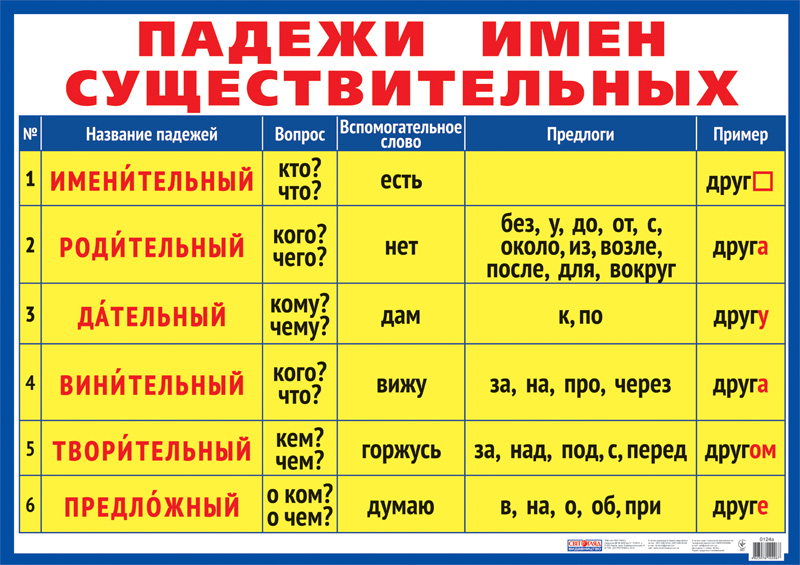 ПАДЕЖИ ИМЕН
СУЩЕСТВИТЕЛЬНЫХ
№ Название падежей Вопрос Вспомогательное слово Предлоги Пример
1 ИМЕНИ́ТЕЛЬНЫЙ кто? что? есть друг
2 РОДИ́ТЕЛЬНЫЙ кого? чего? нет без, у, до, от, с, около, из, возле, после, для, вокруг друга
3 ДА́ТЕЛЬНЫЙ кому? чему? дам к, по другу
4 ВИНИ́ТЕЛЬНЫЙ кого? что? вижу за, на, про, через друга
5 ТВОРИ́ТЕЛЬНЫЙ кем? чем? горжусь за, над, под, с, перед другом
6 ПРЕДЛО́ЖНЫЙ о ком? о чем? думаю в, на, о, об, при друге
0124а